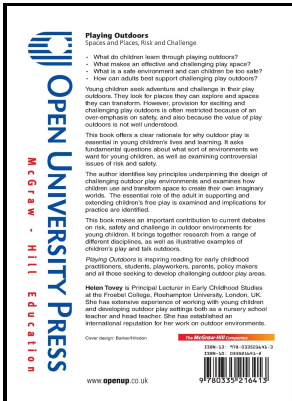 OPEN UNIVERSITY PRESS
McGraw - Hill Education
Playing Outdoors
Spaces and Places, Risk and Challenge
- What do children learn through playing outdoors?
- What makes an effective and challenging play space?
- What is a safe environment and can children be too safe?
- How can adults best support challenging outdoor play?
Young children seek adventure and challenge in their play
outdoors. They look for places they can explore and spaces
they can transform. However, provision for exciting and
challenging play outdoors is often restricted because of an
over-emphasis on safety, and also because the value of play
outdoors is not well understood.
This book offers a clear rationale for why outdoor play is
essential in young children's lives and learning. It asks
fundamental questions about what sort of environments we
want for young children, as well as examining controversial
issues of risk and safety.
The author identifies key principles underpinning the design of
challenging outdoor play environments and examines how
children use and transform space to create their own imaginary
worlds. The essential role of the adult in supporting and
extending children's free play is examined and implications for
practice are identified.
This book makes an important contribution to current debates
on risk, safety and challenge in outdoor environments for
young children. It brings together research from a range of
different disciplines, as well as illustrative examples of
children's play and talk outdoors.
Playing Outdoors is inspiring reading for early childhood
practitioners, students, playworkers, parents, policy makers
and all those seeking to develop challenging outdoor play areas.
Helen Tovey is Principal Lecturer in Early Childhood Studies
at the Froebel College, Roehampton University, London, UK.
She has extensive experience of working with young children
and developing outdoor play settings both as a nursery school
teacher and head teacher. She has established an
international reputation for her work on outdoor environments.
Cover design: Barker/Hilsdon
The McGraw-Hill Companies
ISBN-13: 978-033521641-3
ISBN-10: 033521641-0
www.openup.co.uk
9 780335 216413